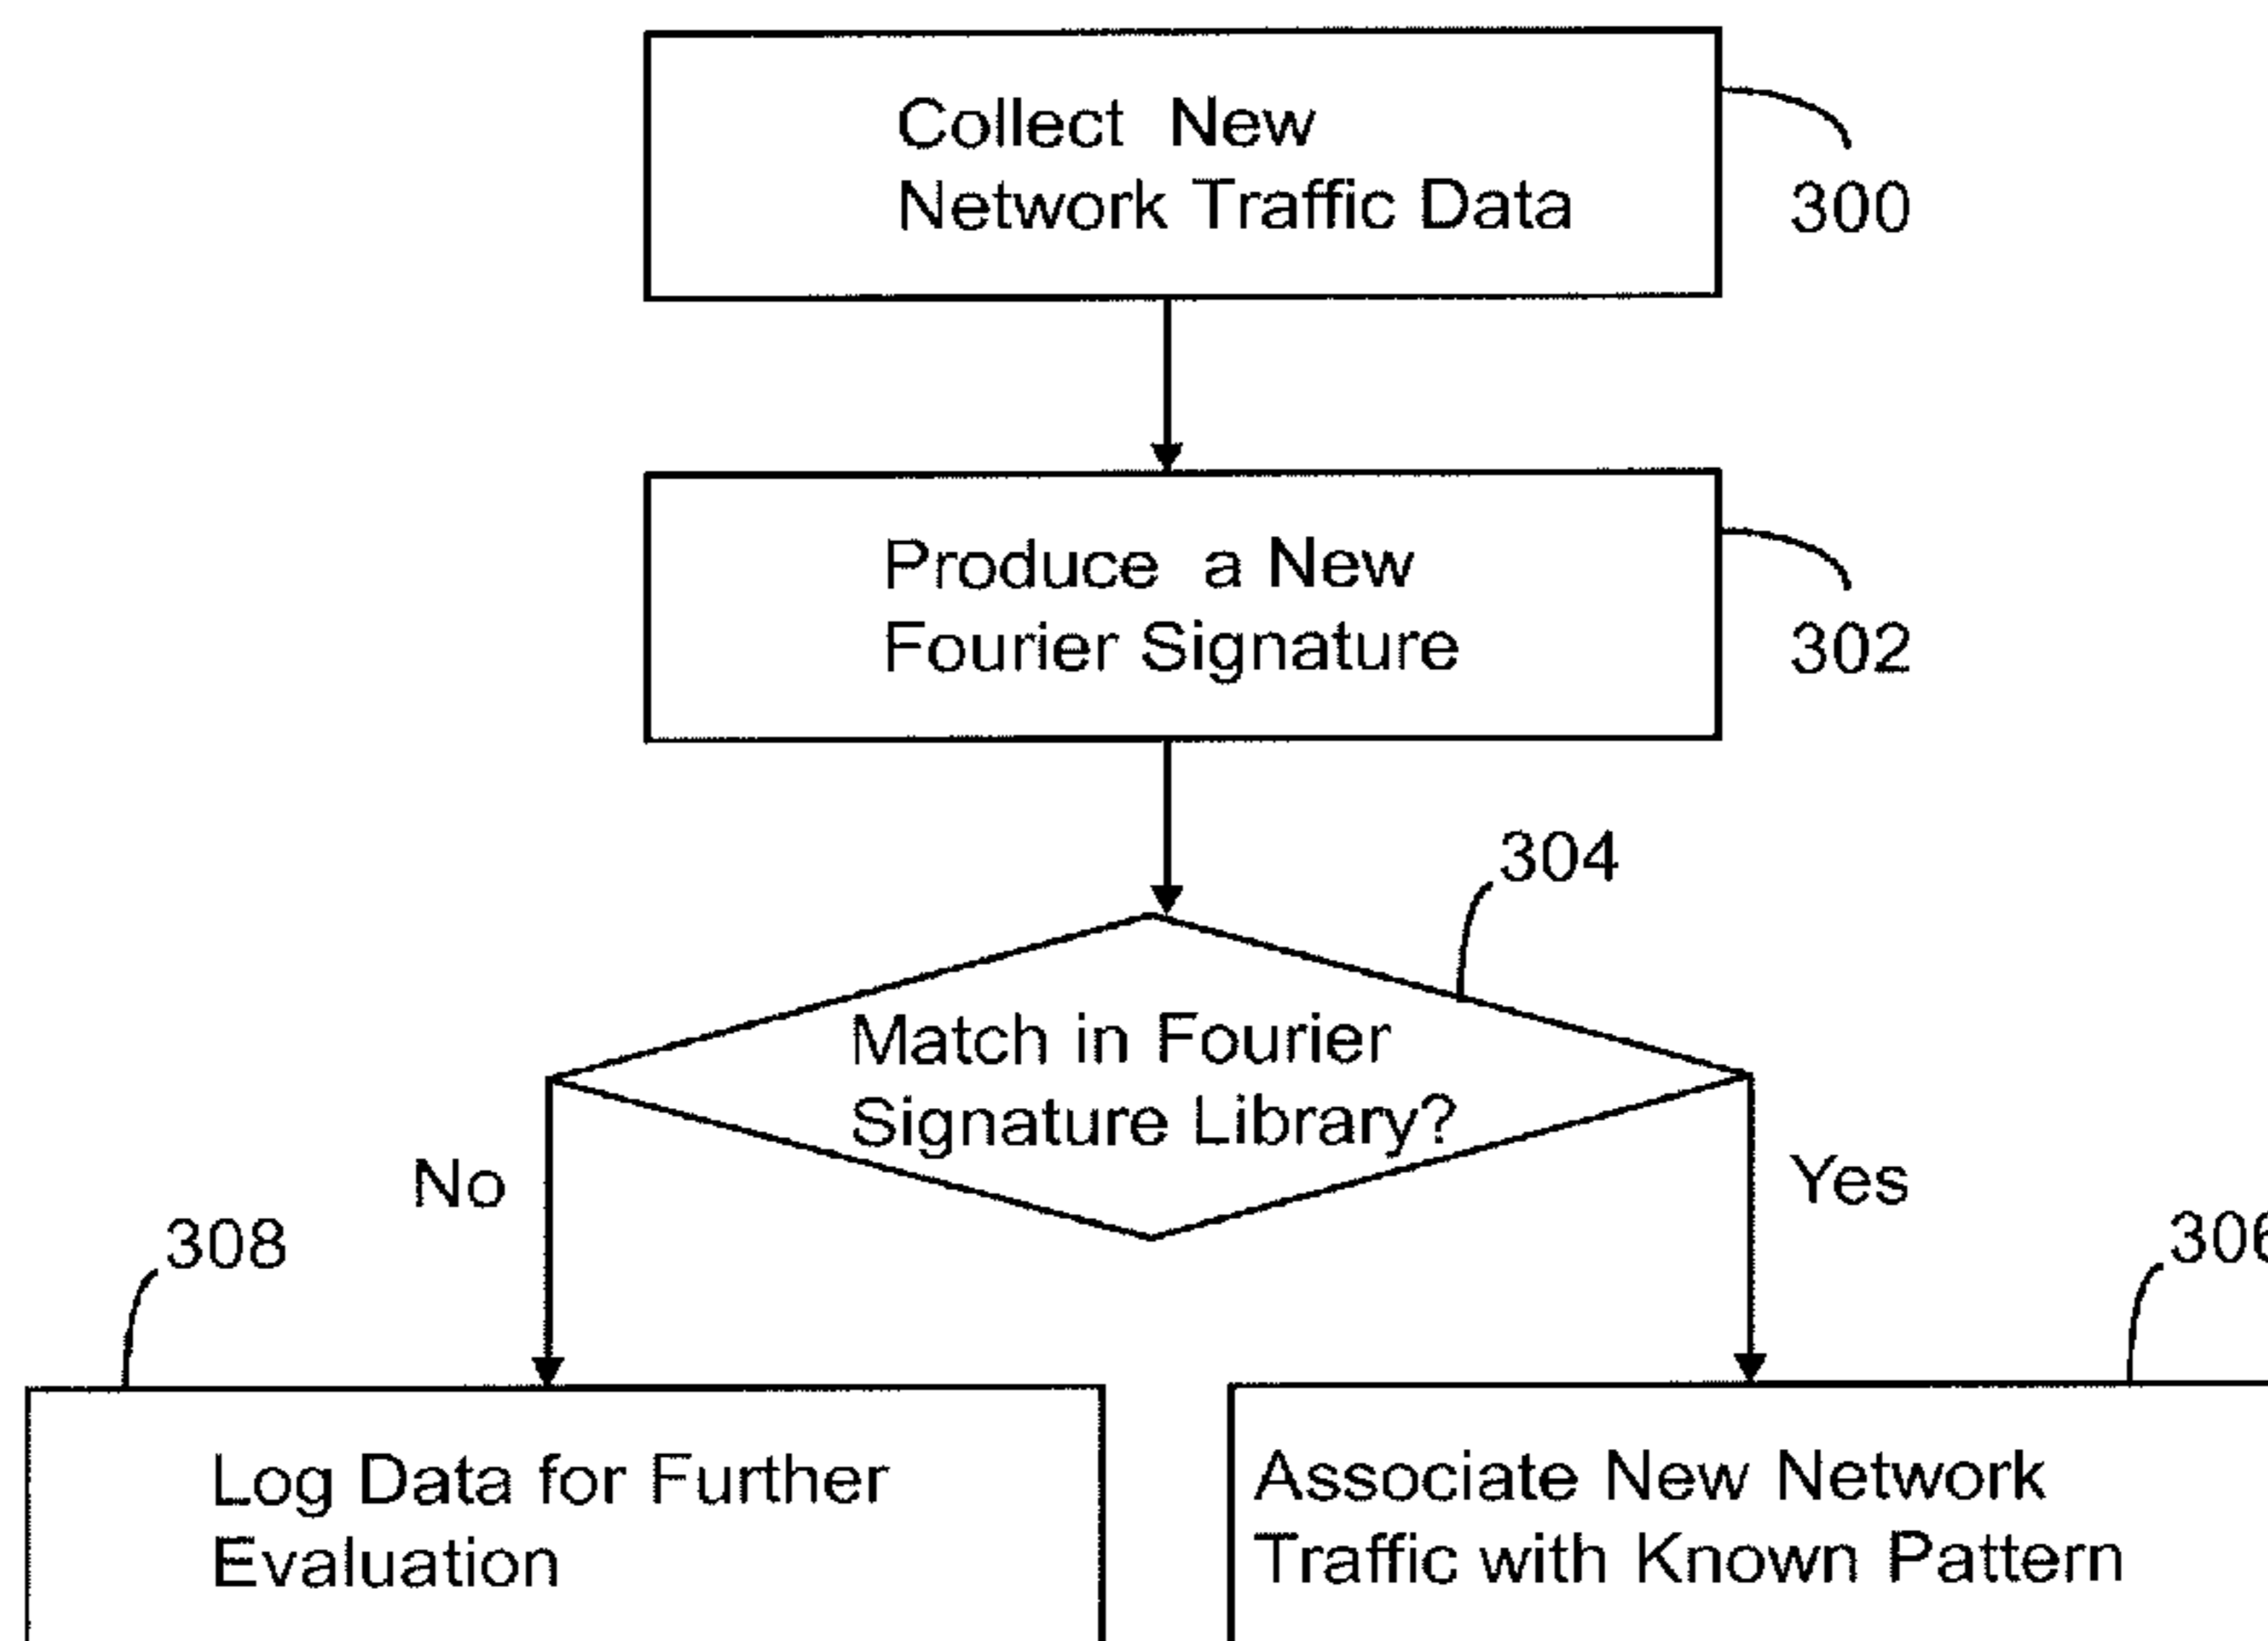 Collect New
Network Traffic Data
300
Produce a New
Fourier Signature
302
304
Match in Fourier
Signature Library?
No
Yes
308
306
Log Data for Further
Evaluation
Associate New Network
Traffic with Known Pattern